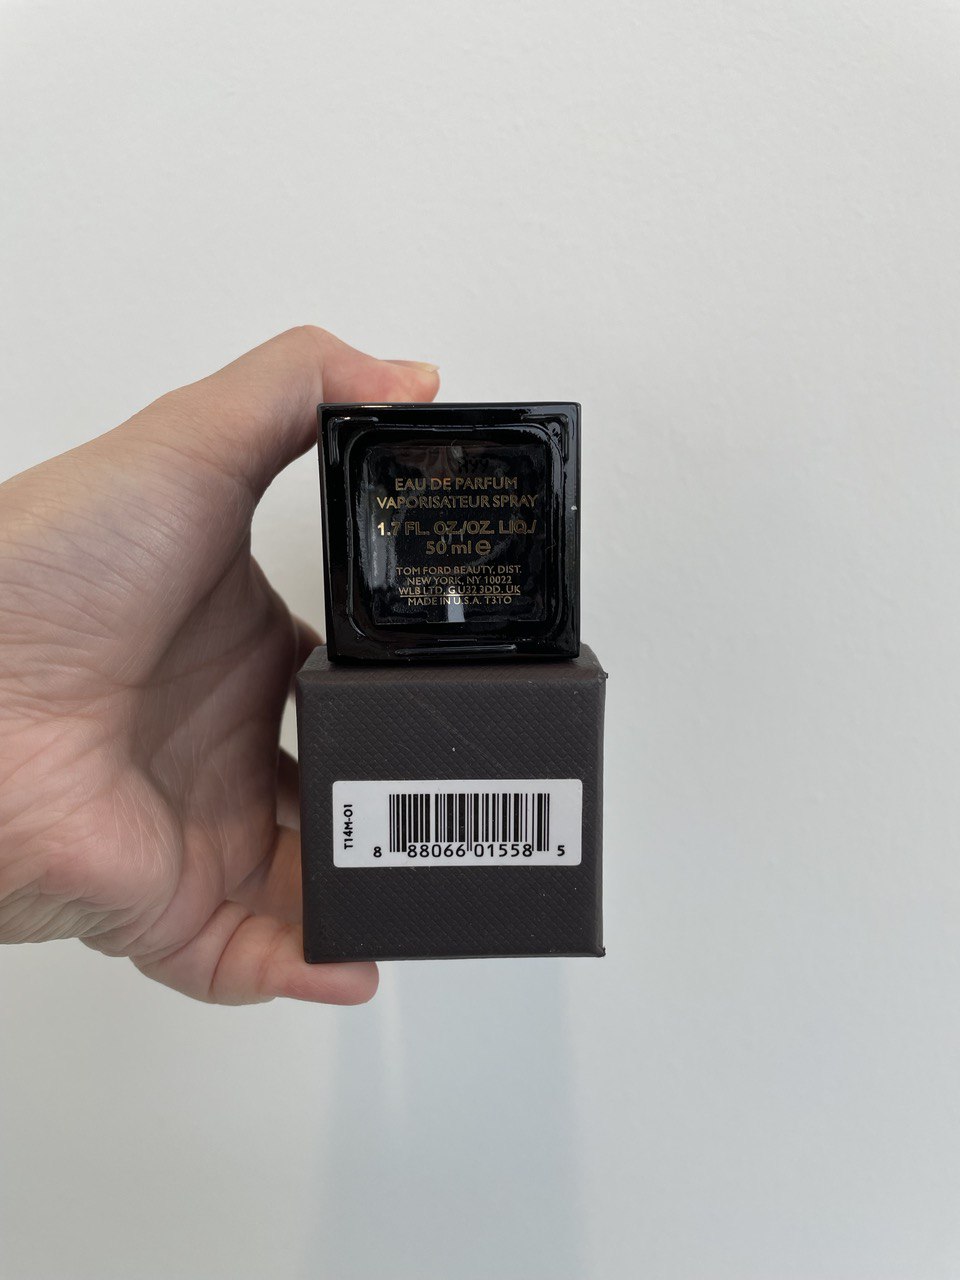 EAU DE PARFUM
VAPORISATEUR SPRAY
1.7 FL. OZ./OZ. LIQ./
50 ml ℮
TOM FORD BEAUTY, DIST.
NEW YORK, NY 10022
WLB LTD, GU32 3DD, UK
MADE IN U.S.A. T3TO
T14M-01
8 88066 01558 5